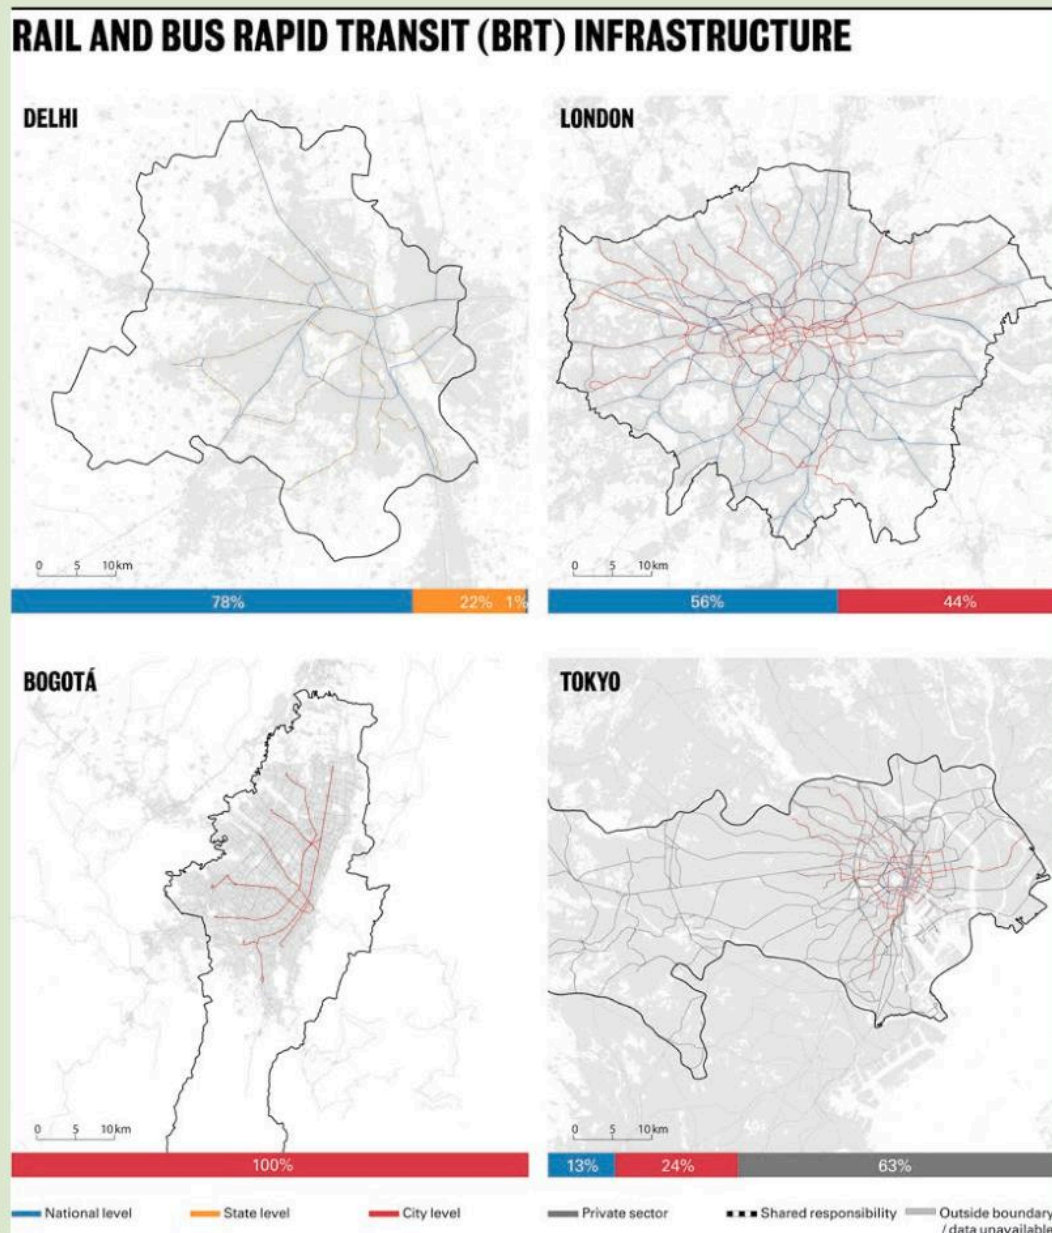 RAIL AND BUS RAPID TRANSIT (BRT) INFRASTRUCTURE
DELHI
0 5 10km
78% 22% 1%
LONDON
0 5 10km
56% 44%
BOGOTÁ
0 5 10km
100%
TOKYO
0 5 10km
13% 24% 63%
National level
State level
City level
Private sector
Shared responsibility
Outside boundary
/ data unavailable